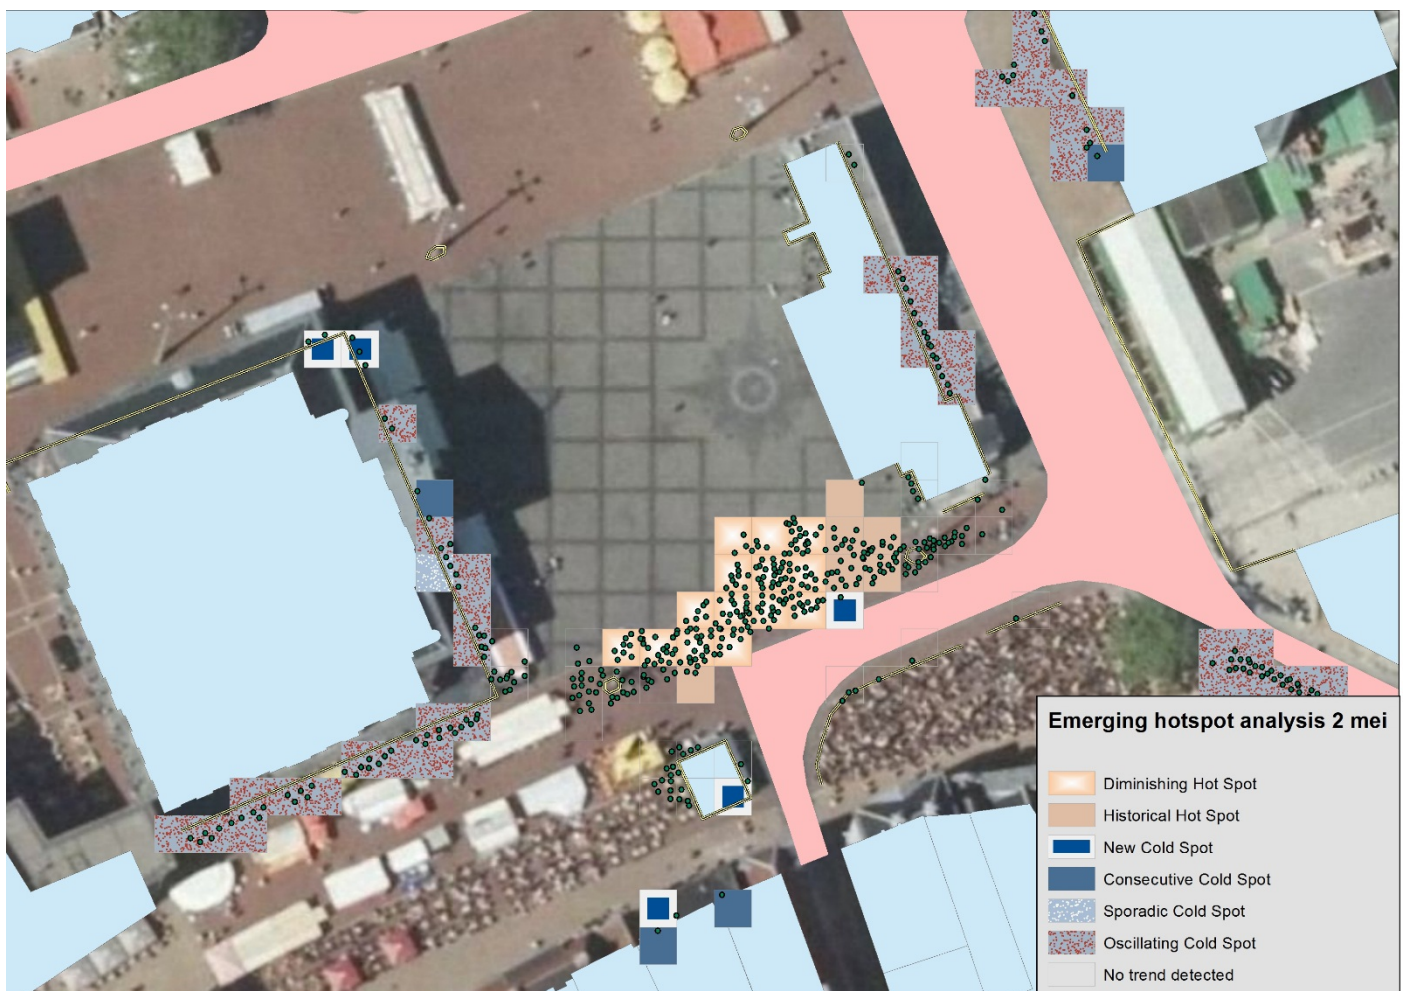 Emerging hotspot analysis 2 mei
Diminishing Hot Spot
Historical Hot Spot
New Cold Spot
Consecutive Cold Spot
Sporadic Cold Spot
Oscillating Cold Spot
No trend detected